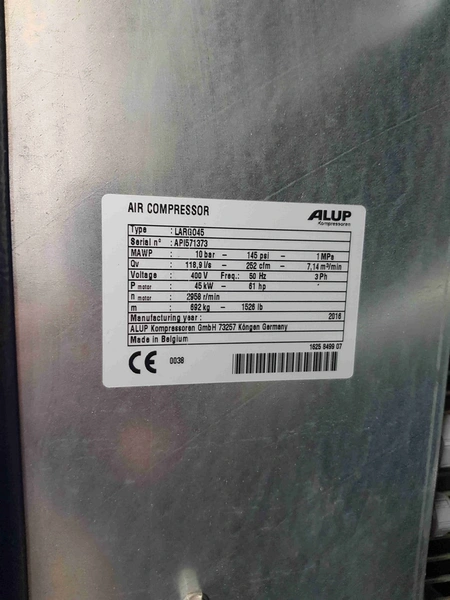 AIR COMPRESSOR
ALUP
Kompressoren
Type : LARGO45
Serial n° : API571373
MAWP : 10 bar – 145 psi – 1 MPa
Qv : 118,9 l/s – 252 cfm – 7,14 m³/min
Voltage : 400 V Freq.: 50 Hz 3 Ph
P motor : 45 kW – 61 hp
n motor : 2958 r/min
m : 692 kg – 1526 lb
Manufacturing year : 2016
ALUP Kompressoren GmbH 73257 Köngen Germany
Made in Belgium
1625 8499 07
CE 0038